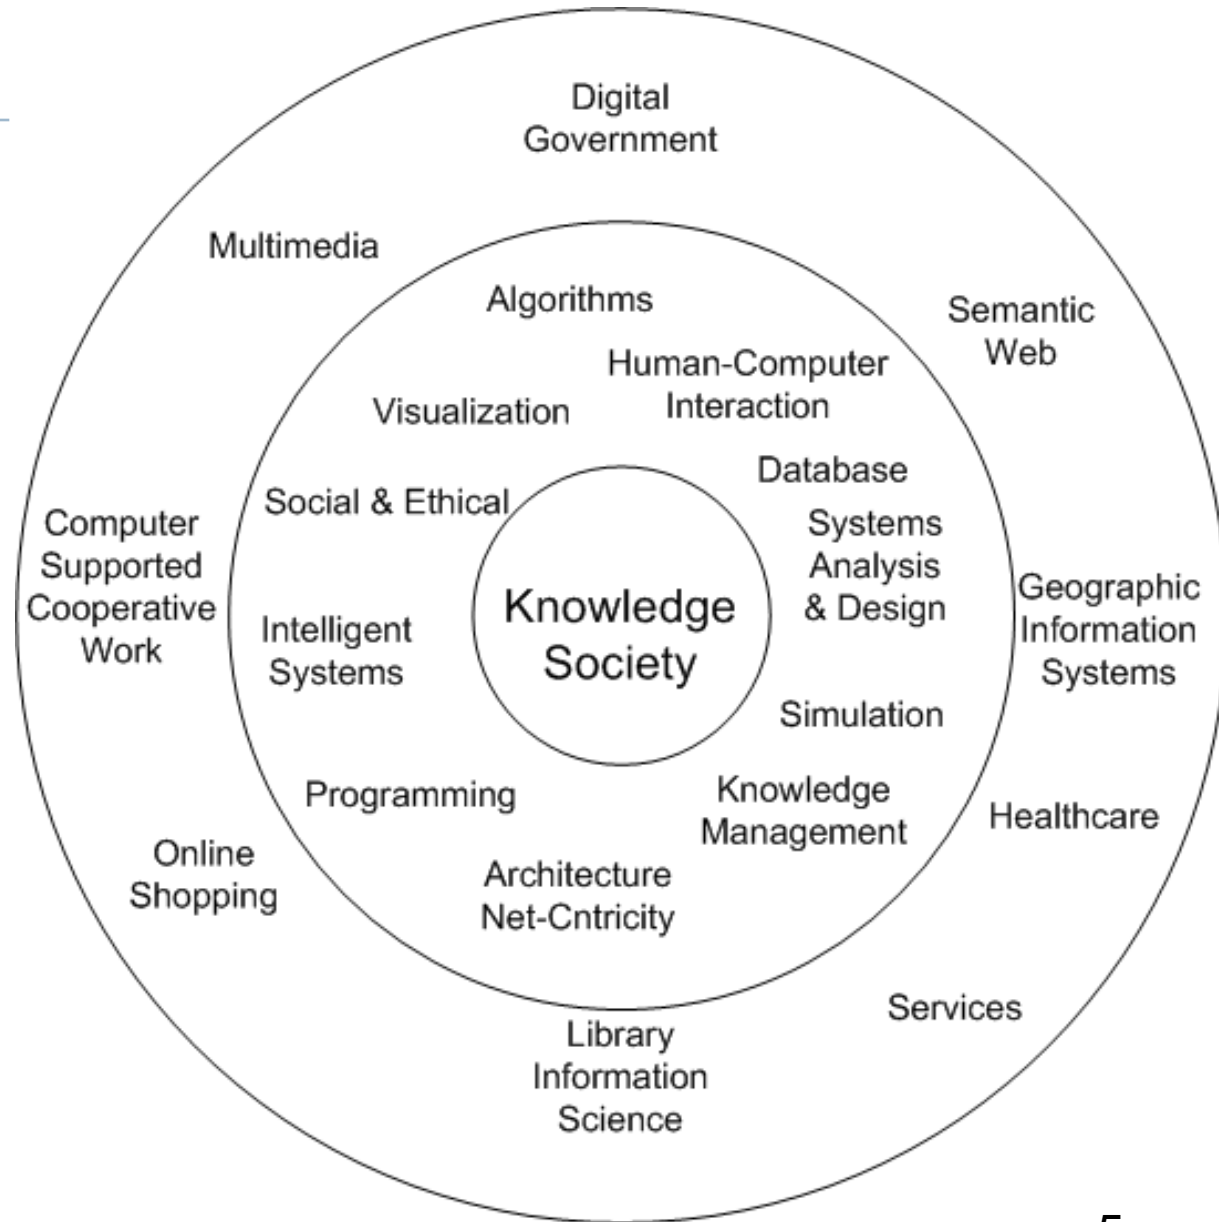 Digital
Government
Multimedia
Algorithms
Semantic
Web
Human-Computer
Interaction
Visualization
Database
Social & Ethical
Systems
Analysis
& Design
Computer
Supported
Cooperative
Work
Knowledge
Society
Geographic
Information
Systems
Intelligent
Systems
Simulation
Programming
Knowledge
Management
Healthcare
Online
Shopping
Architecture
Net-Cntricity
Services
Library
Information
Science